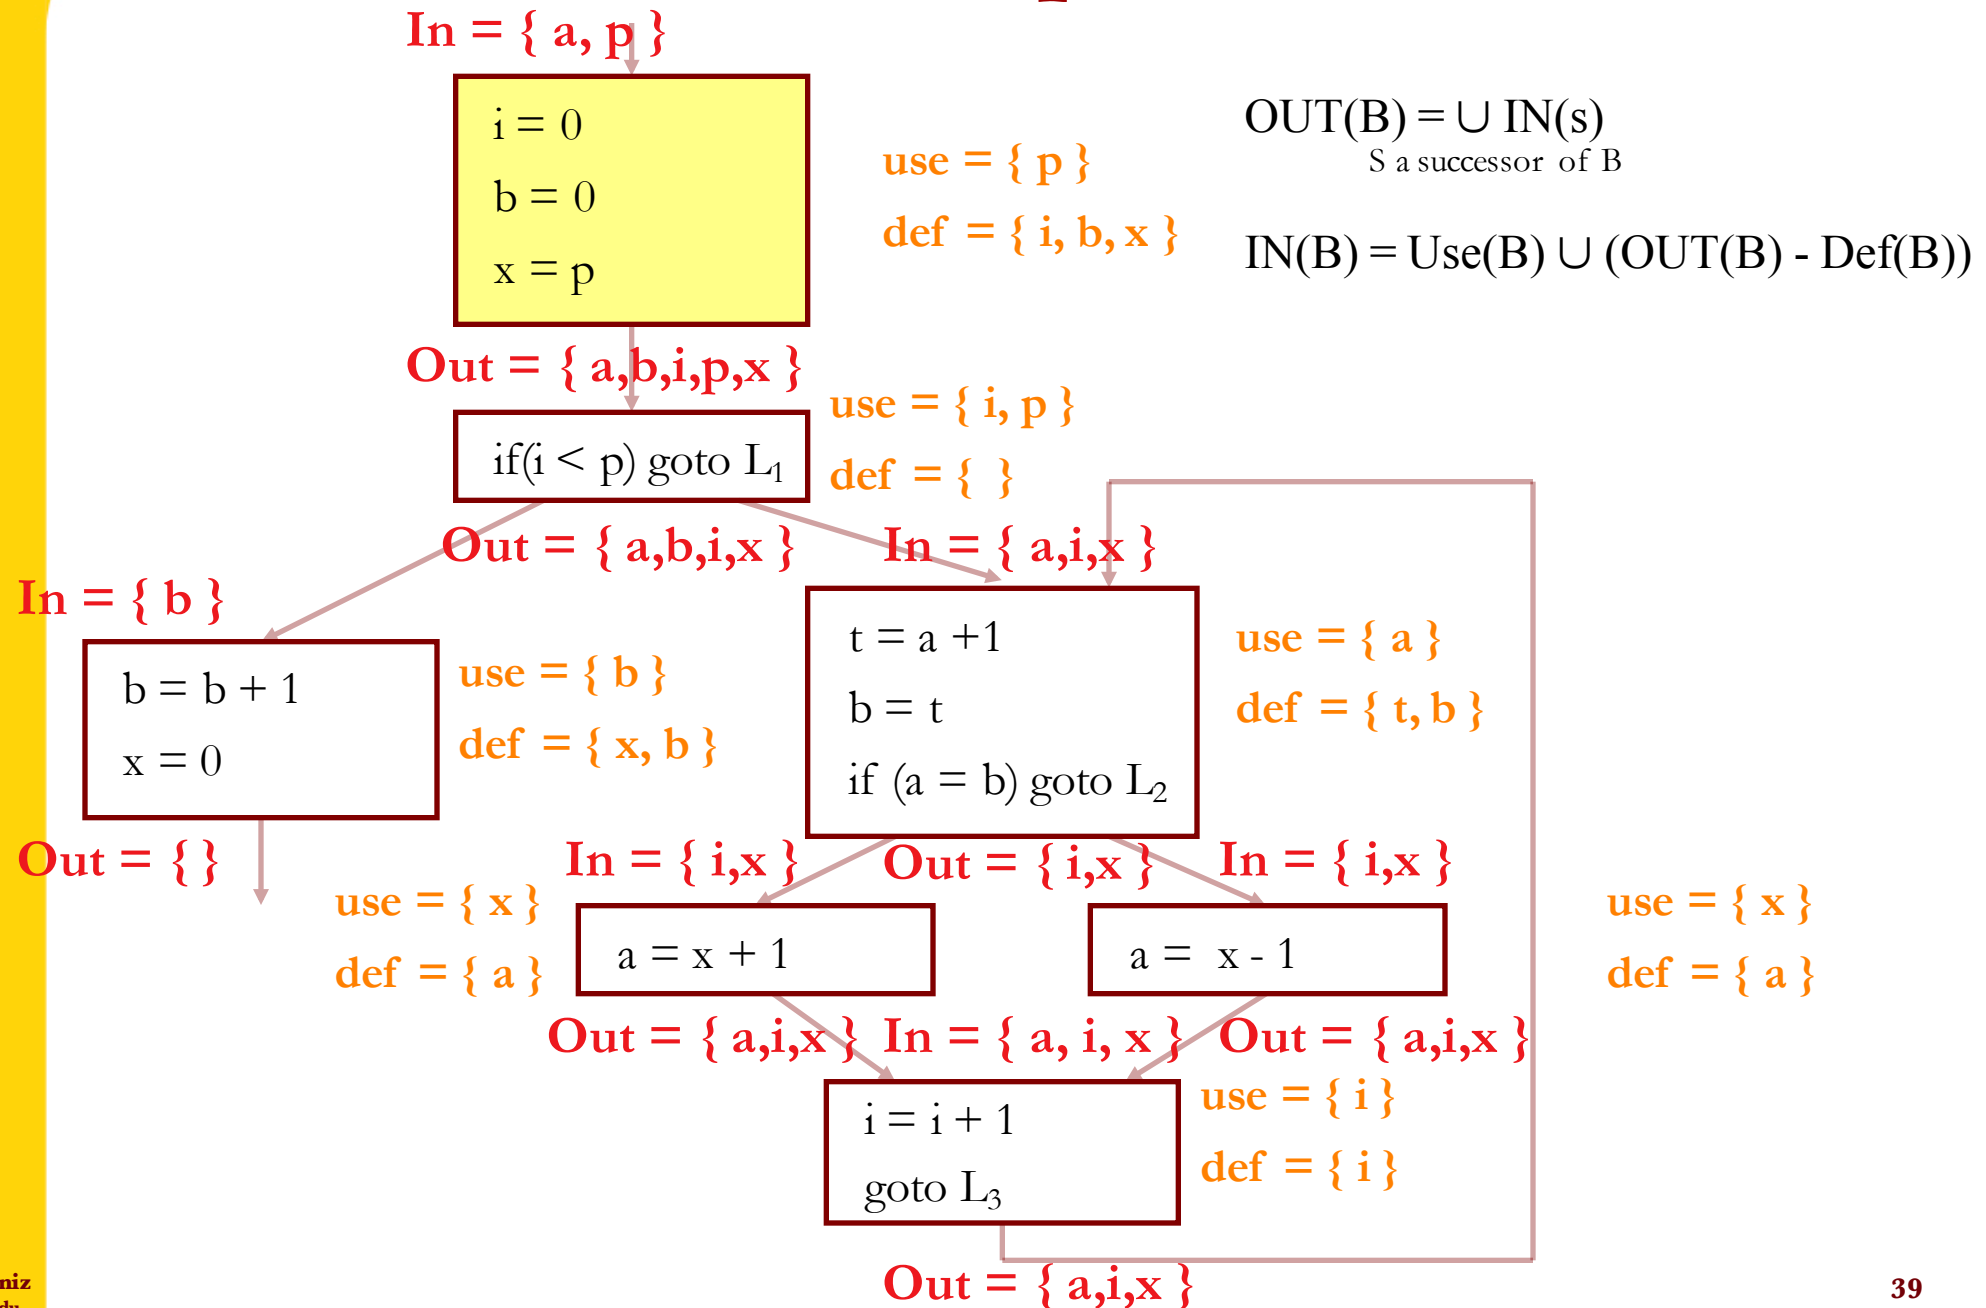 In = { a, p }
i = 0
b = 0
x = p
use = { p }
def = { i, b, x }
OUT(B) = ∪ IN(s)
S a successor of B
IN(B) = Use(B) ∪ (OUT(B) - Def(B))
Out = { a,b,i,p,x }
if(i < p) goto L₁
use = { i, p }
def = { }
Out = { a,b,i,x }
In = { a,i,x }
In = { b }
b = b + 1
x = 0
use = { b }
def = { x, b }
t = a +1
b = t
if (a = b) goto L₂
use = { a }
def = { t, b }
Out = { }
In = { i,x }
Out = { i,x }
In = { i,x }
use = { x }
def = { a }
a = x + 1
a = x - 1
use = { x }
def = { a }
Out = { a,i,x }
In = { a, i, x }
Out = { a,i,x }
i = i + 1
goto L₃
use = { i }
def = { i }
Out = { a,i,x }
niz
39